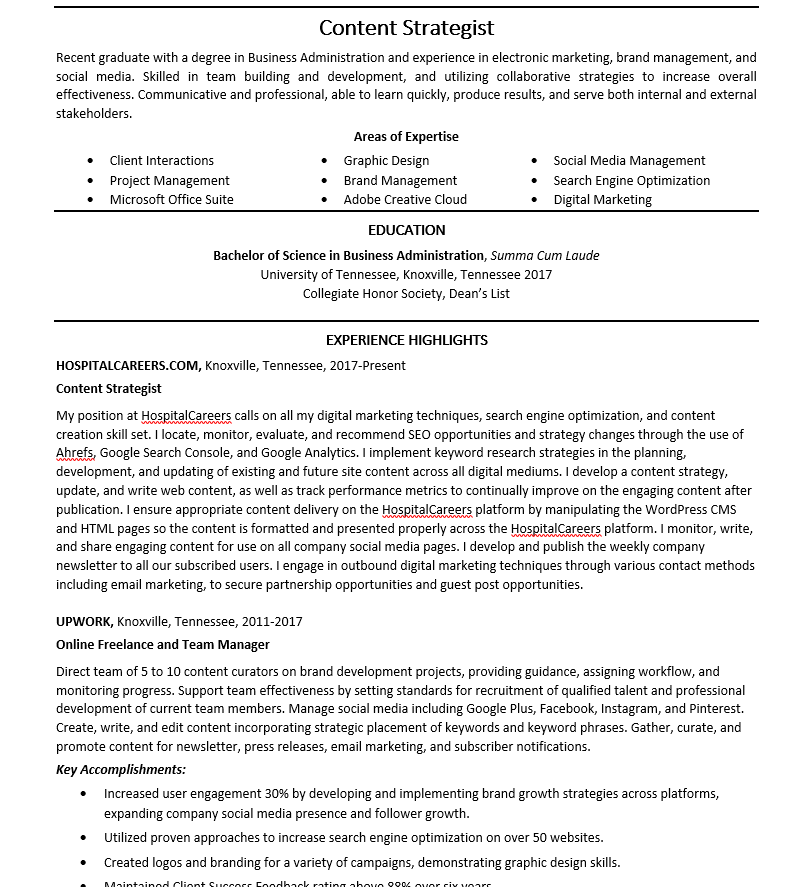 Content Strategist
Recent graduate with a degree in Business Administration and experience in electronic marketing, brand management, and
social media. Skilled in team building and development, and utilizing collaborative strategies to increase overall
effectiveness. Communicative and professional, able to learn quickly, produce results, and serve both internal and external
stakeholders.
Areas of Expertise
• Client Interactions • Graphic Design • Social Media Management
• Project Management • Brand Management • Search Engine Optimization
• Microsoft Office Suite • Adobe Creative Cloud • Digital Marketing
EDUCATION
Bachelor of Science in Business Administration, Summa Cum Laude
University of Tennessee, Knoxville, Tennessee 2017
Collegiate Honor Society, Dean's List
EXPERIENCE HIGHLIGHTS
HOSPITALCAREERS.COM, Knoxville, Tennessee, 2017-Present
Content Strategist
My position at HospitalCareers calls on all my digital marketing techniques, search engine optimization, and content
creation skill set. I locate, monitor, evaluate, and recommend SEO opportunities and strategy changes through the use of
Ahrefs, Google Search Console, and Google Analytics. I implement keyword research strategies in the planning,
development, and updating of existing and future site content across all digital mediums. I develop a content strategy,
update, and write web content, as well as track performance metrics to continually improve on the engaging content after
publication. I ensure appropriate content delivery on the HospitalCareers platform by manipulating the WordPress CMS
and HTML pages so the content is formatted and presented properly across the HospitalCareers platform. I monitor, write,
and share engaging content for use on all company social media pages. I develop and publish the weekly company
newsletter to all our subscribed users. I engage in outbound digital marketing techniques through various contact methods
including email marketing, to secure partnership opportunities and guest post opportunities.
UPWORK, Knoxville, Tennessee, 2011-2017
Online Freelance and Team Manager
Direct team of 5 to 10 content curators on brand development projects, providing guidance, assigning workflow, and
monitoring progress. Support team effectiveness by setting standards for recruitment of qualified talent and professional
development of current team members. Manage social media including Google Plus, Facebook, Instagram, and Pinterest.
Create, write, and edit content incorporating strategic placement of keywords and keyword phrases. Gather, curate, and
promote content for newsletter, press releases, email marketing, and subscriber notifications.
Key Accomplishments:
• Increased user engagement 30% by developing and implementing brand growth strategies across platforms,
expanding company social media presence and follower growth.
• Utilized proven approaches to increase search engine optimization on over 50 websites.
• Created logos and branding for a variety of campaigns, demonstrating graphic design skills.
• Maintained Client Success Feedback rating above 88% over six years